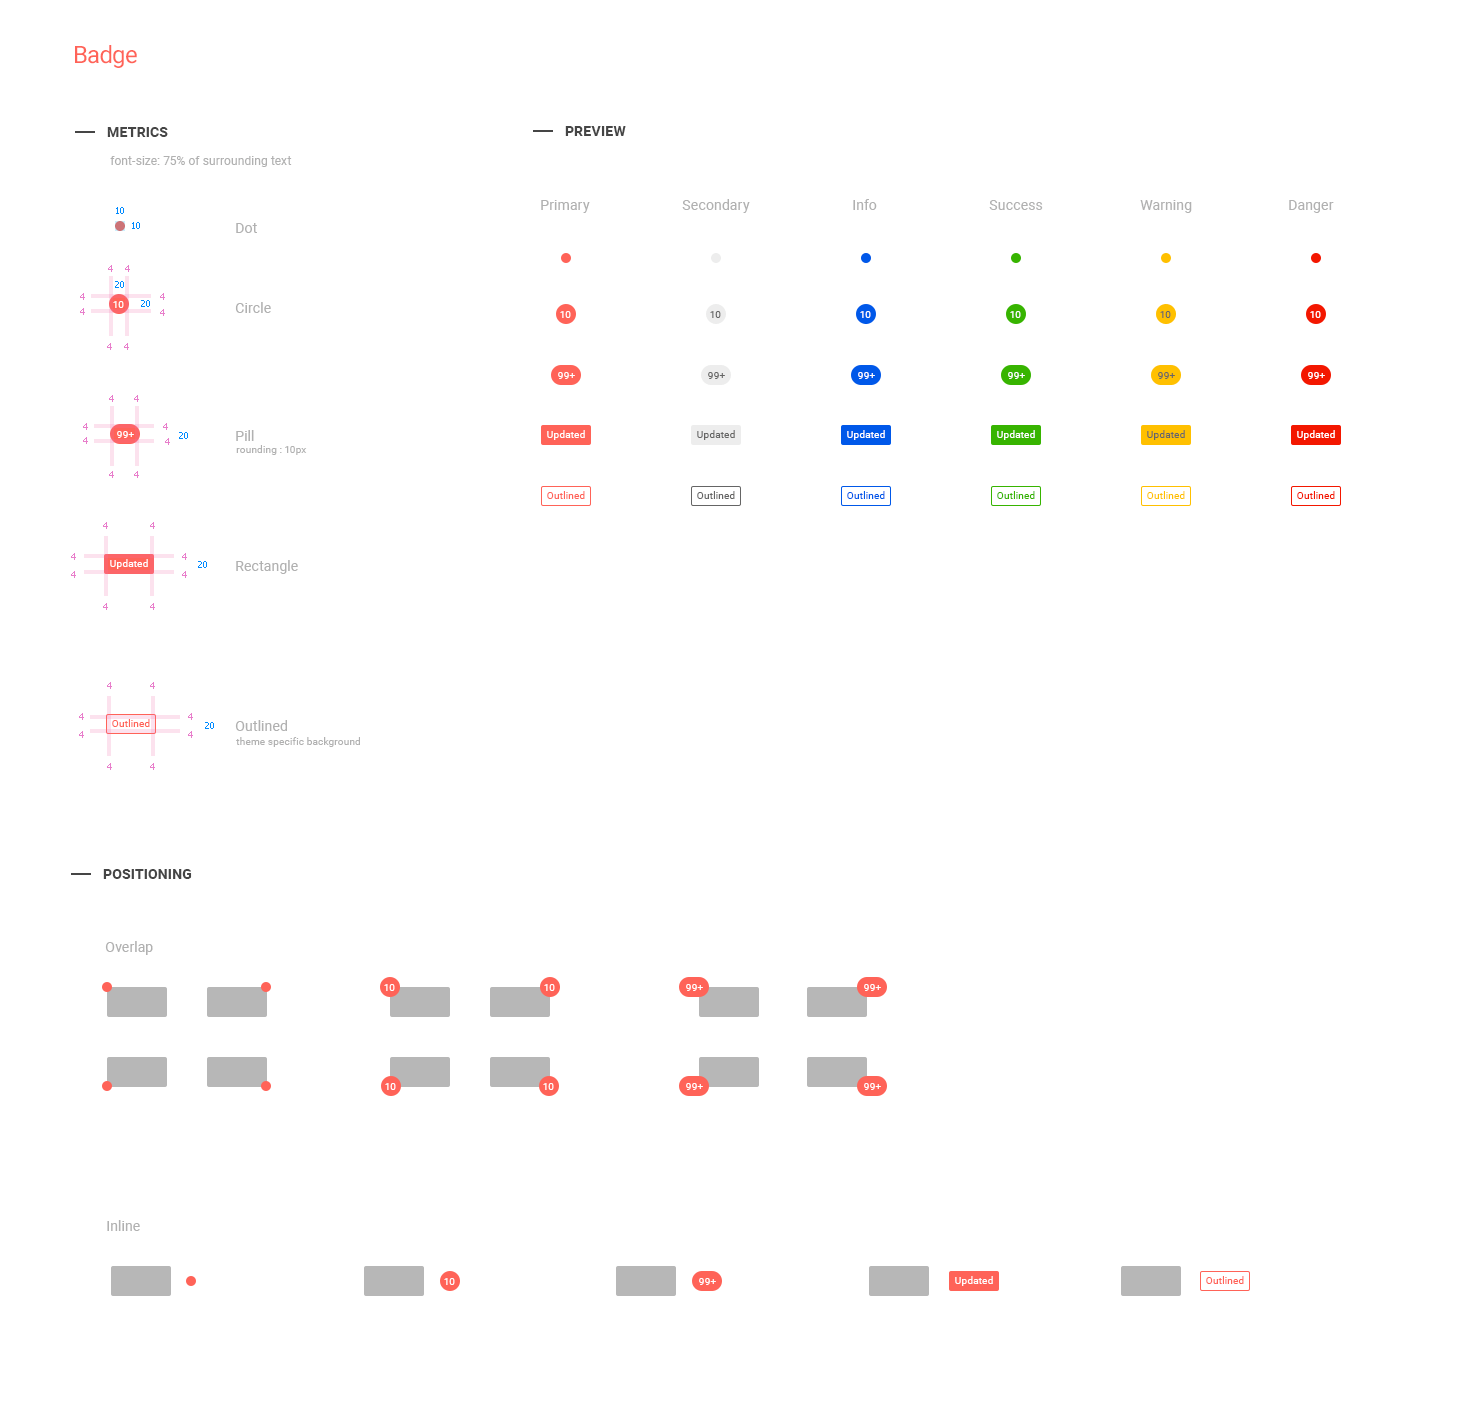 Badge
METRICS
font-size: 75% of surrounding text
10
10
Dot
4 4
20
4 10 20 4
4 4
Circle
4 4
4 4
4 4
99+ 20
4 4
4 4
Pill
rounding : 10px
4 4
4 4
Updated 20
4 4
4 4
Rectangle
4 4
4 4
Outlined 20
4 4
4 4
Outlined
theme specific background
PREVIEW
Primary Secondary Info Success Warning Danger
10 10 10 10 10 10
99+ 99+ 99+ 99+ 99+ 99+
Updated Updated Updated Updated Updated Updated
Outlined Outlined Outlined Outlined Outlined Outlined
POSITIONING
Overlap
10 10 99+ 99+
10 10 99+ 99+
Inline
10 99+ Updated Outlined